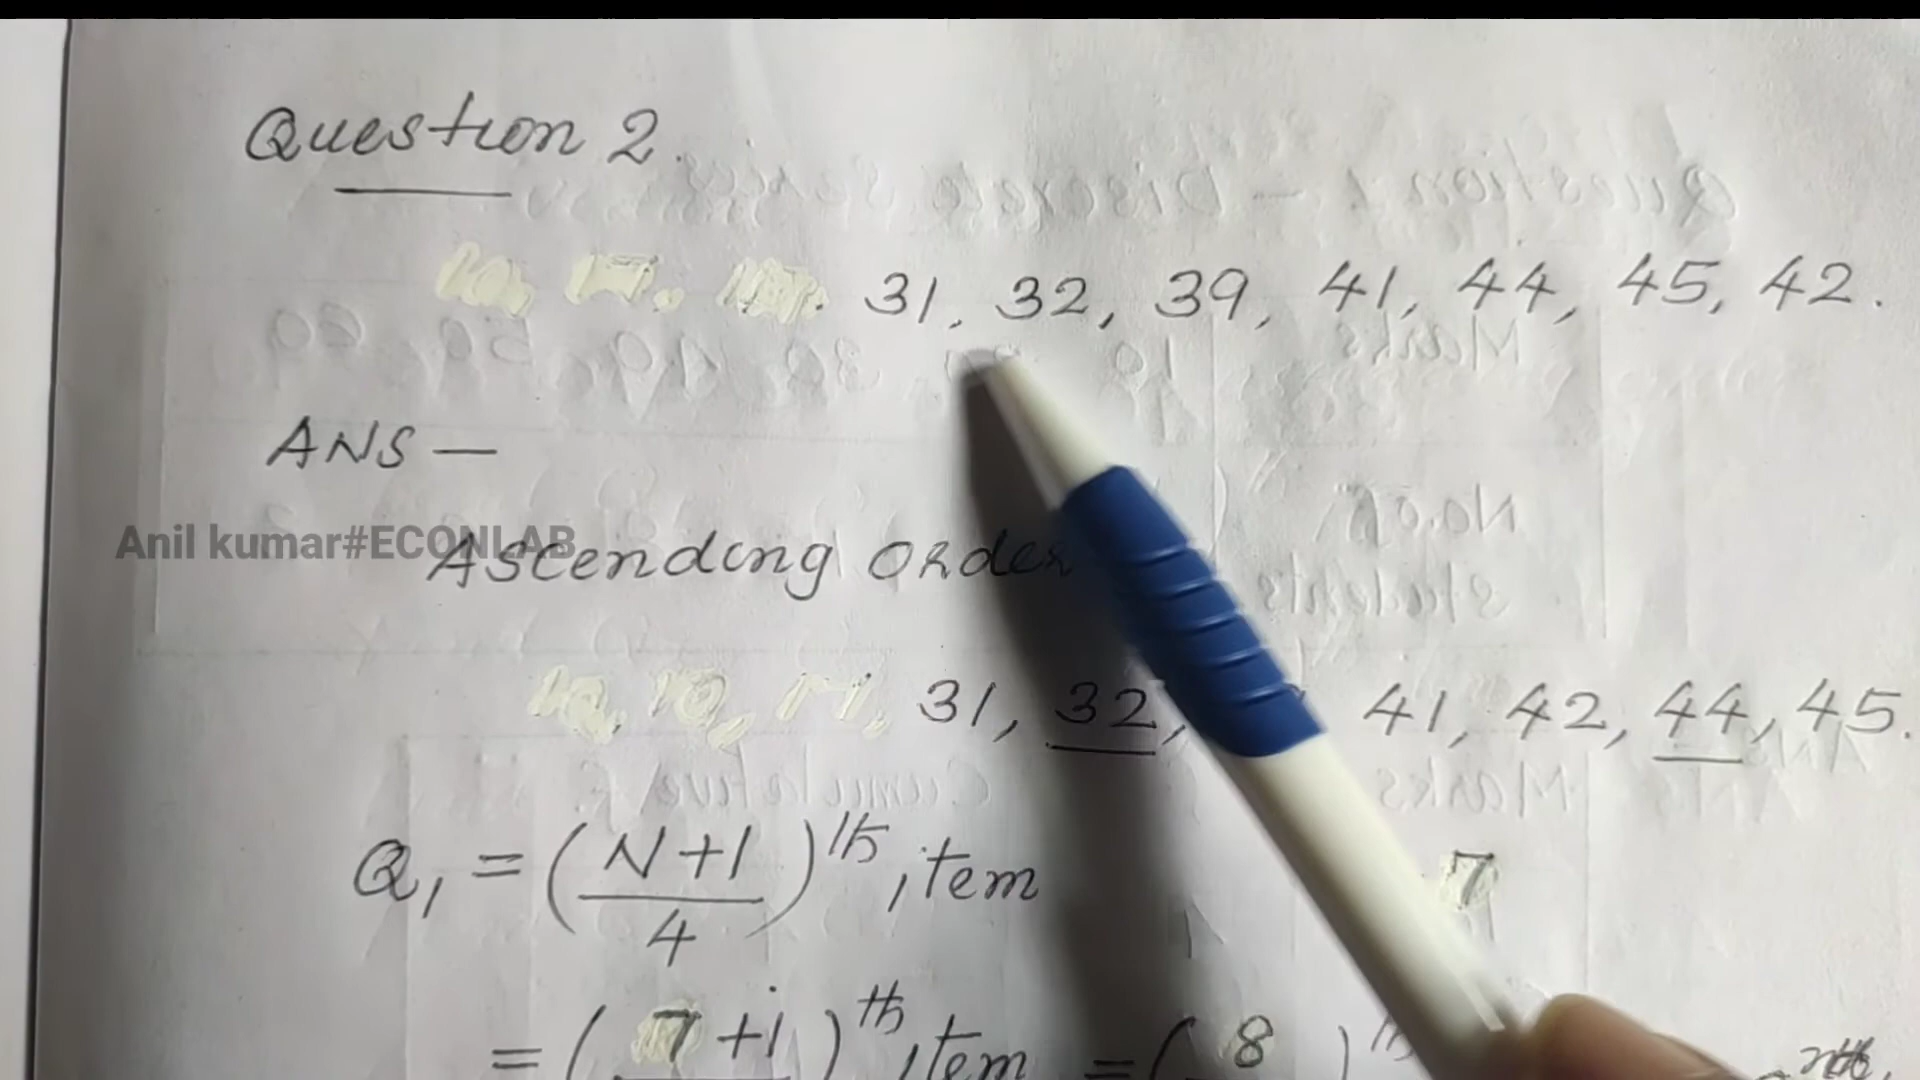 Question 2.
31, 32, 39, 41, 44, 45, 42.
ANS —
Anil kumar#ECONLAB
Ascending order
31, 32, 41, 42, 44, 45.
Q₁ = (N+1/4)th item
7
= (7+1 )th item = (8 )th